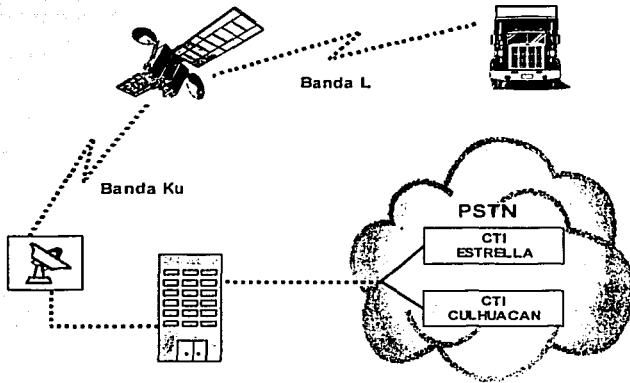 Banda L
Banda Ku
PSTN
CTI
ESTRELLA
CTI
CULHUACAN